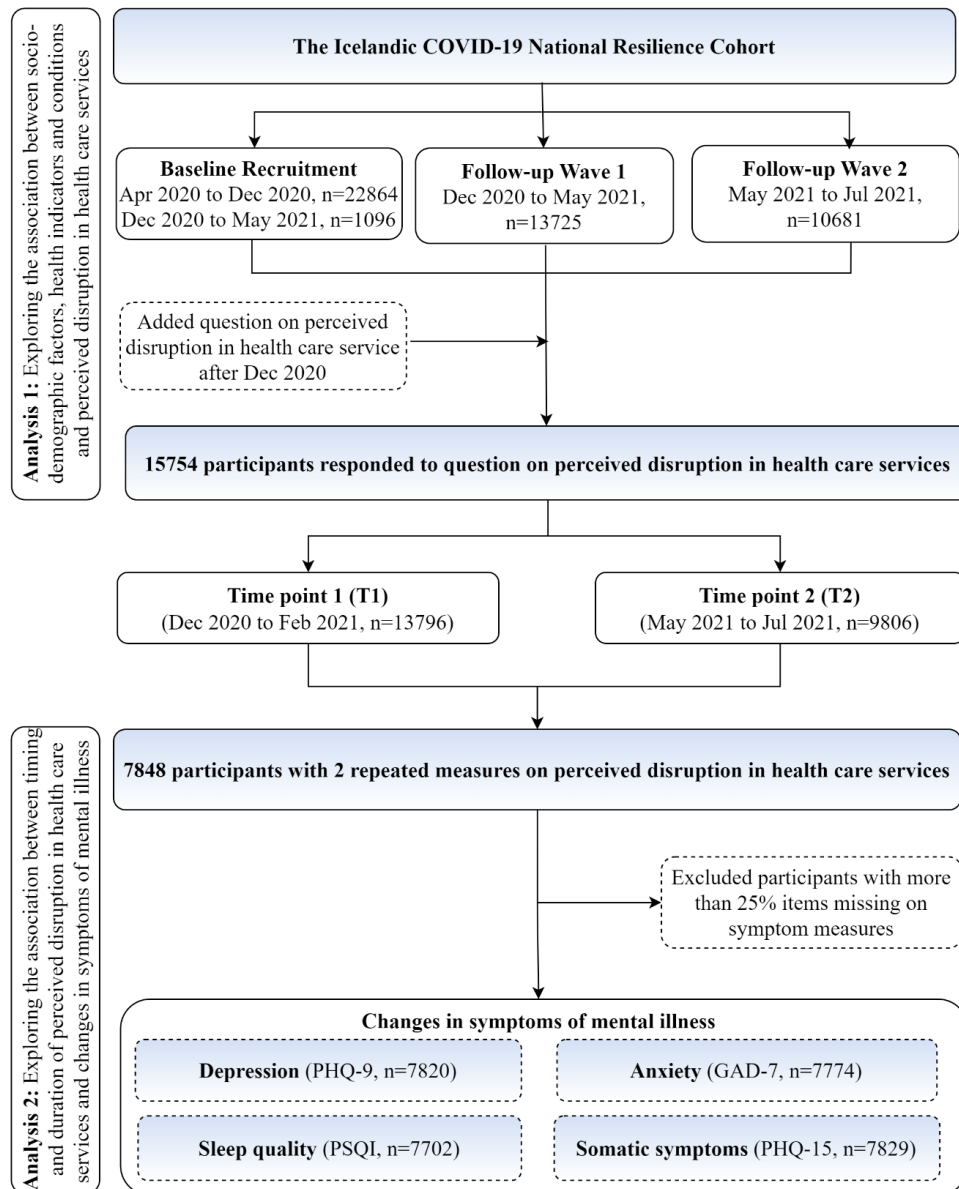 The Icelandic COVID-19 National Resilience Cohort
Analysis 1: Exploring the association between socio-
demographic factors, health indicators and conditions
and perceived disruption in health care services
Baseline Recruitment
Apr 2020 to Dec 2020, n=22864
Dec 2020 to May 2021, n=1096
Follow-up Wave 1
Dec 2020 to May 2021,
n=13725
Follow-up Wave 2
May 2021 to Jul 2021,
n=10681
Added question on perceived
disruption in health care service
after Dec 2020
15754 participants responded to question on perceived disruption in health care services
Time point 1 (T1)
(Dec 2020 to Feb 2021, n=13796)
Time point 2 (T2)
(May 2021 to Jul 2021, n=9806)
Analysis 2: Exploring the association between timing
and duration of perceived disruption in health care
services and changes in symptoms of mental illness
7848 participants with 2 repeated measures on perceived disruption in health care services
Excluded participants with more
than 25% items missing on
symptom measures
Changes in symptoms of mental illness
Depression (PHQ-9, n=7820)
Anxiety (GAD-7, n=7774)
Sleep quality (PSQI, n=7702)
Somatic symptoms (PHQ-15, n=7829)